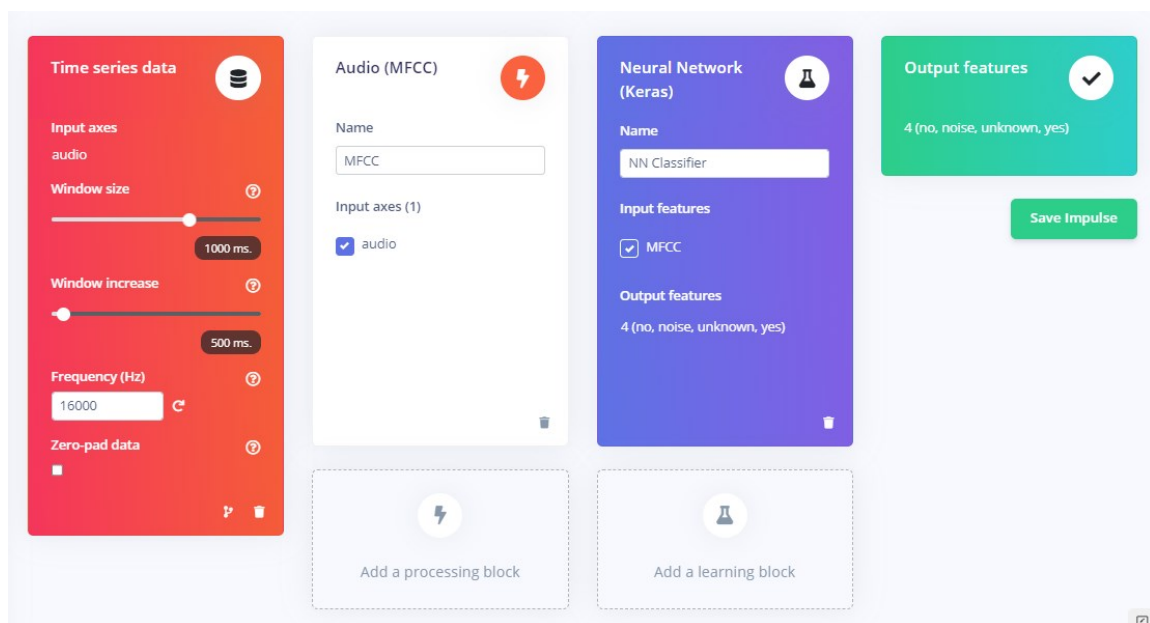 Time series data
Input axes
audio
Window size
1000 ms.
Window increase
500 ms.
Frequency (Hz)
16000
Zero-pad data
Audio (MFCC)
Name
MFCC
Input axes (1)
audio
Add a processing block
Neural Network
(Keras)
Name
NN Classifier
Input features
MFCC
Output features
4 (no, noise, unknown, yes)
Add a learning block
Output features
4 (no, noise, unknown, yes)
Save Impulse